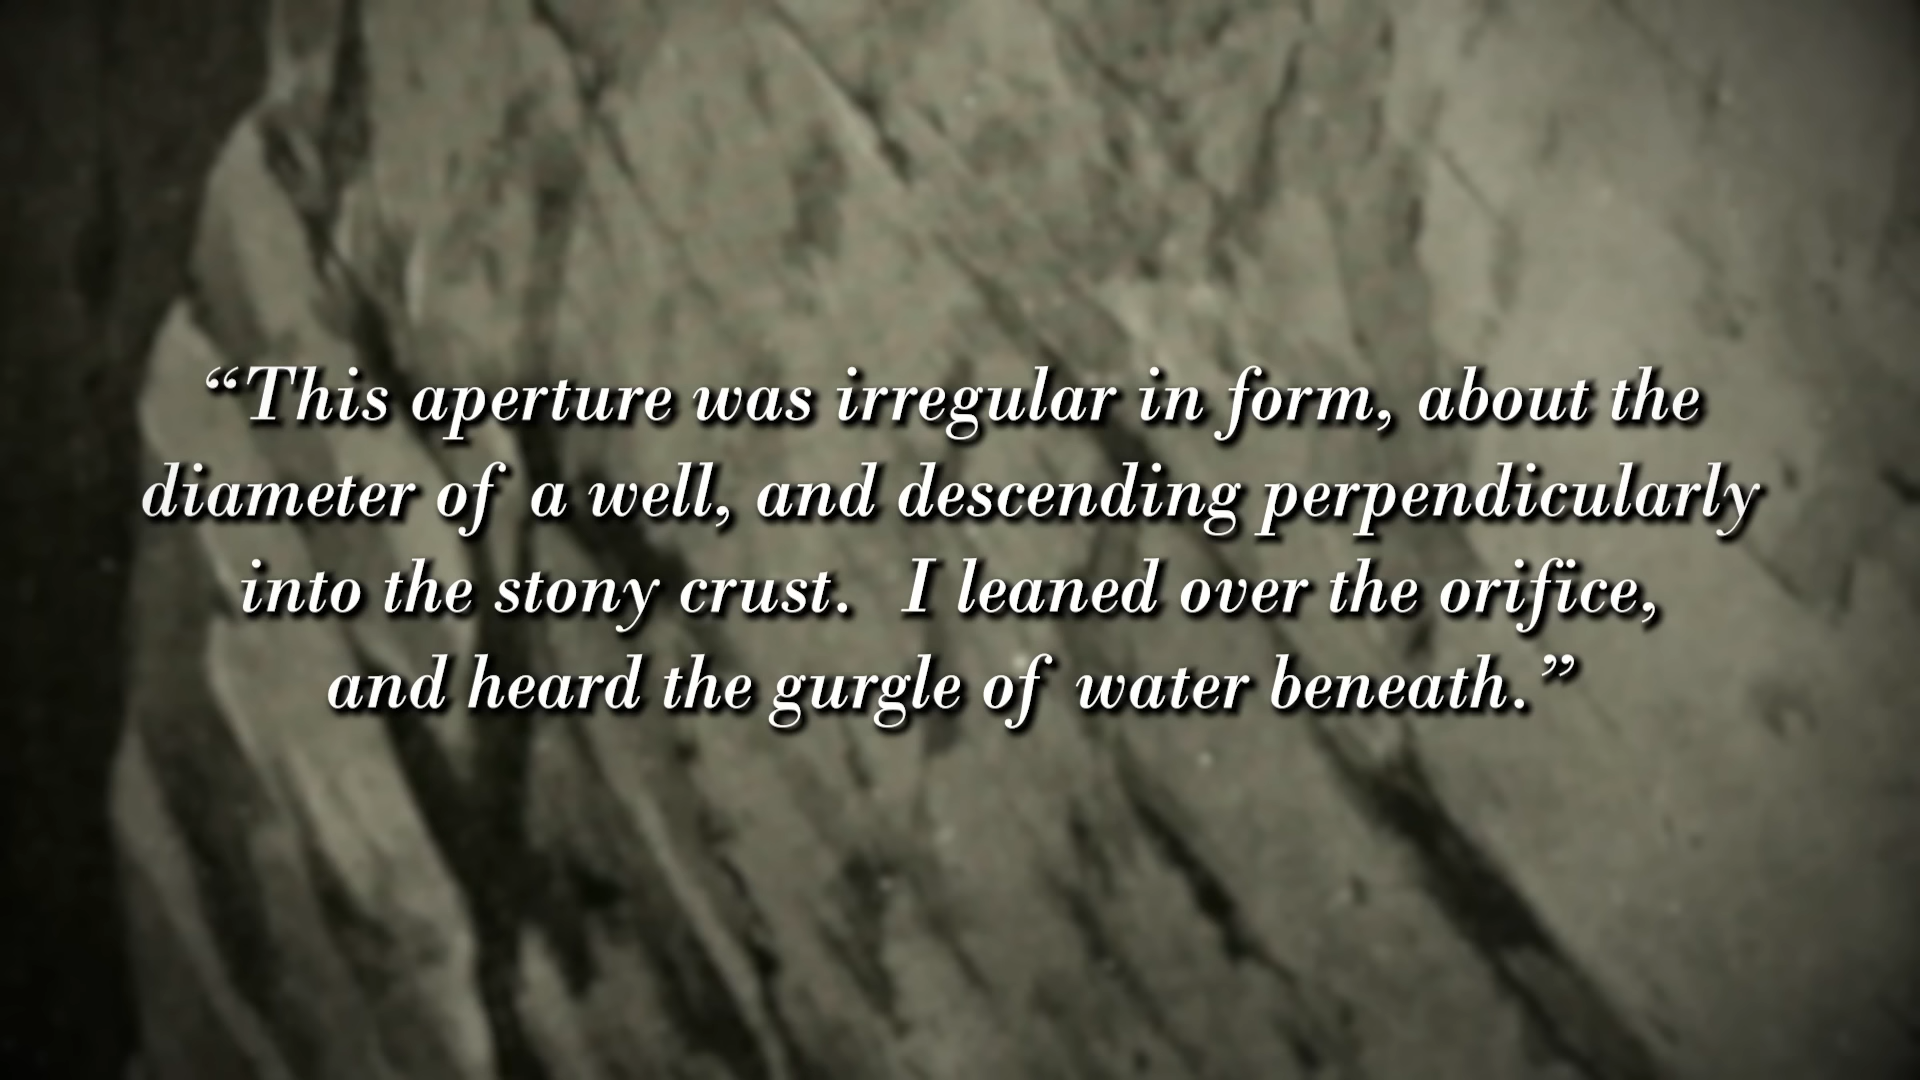 “This aperture was irregular in form, about the
diameter of a well, and descending perpendicularly
into the stony crust.  I leaned over the orifice,
and heard the gurgle of water beneath.”